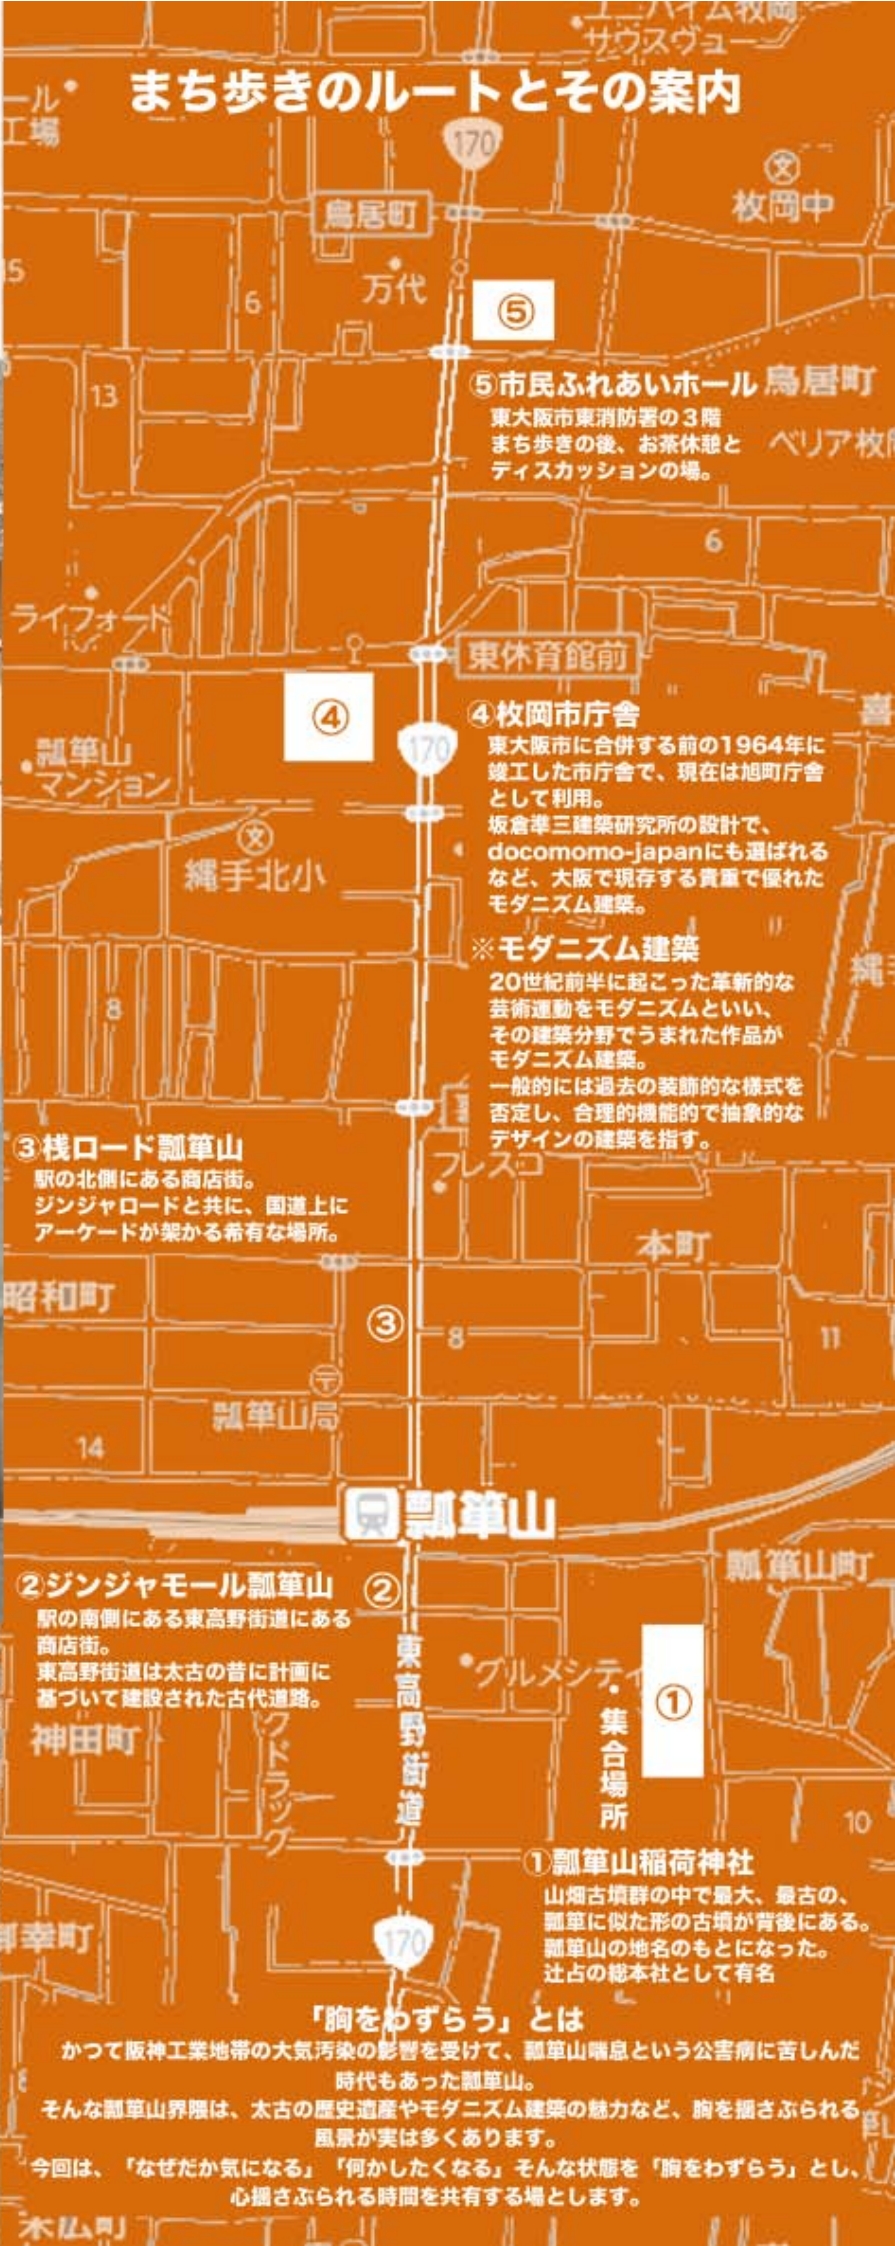 ハイム枚岡
サウスヴュー
まち歩きのルートとその案内
ール
工場
170
枚岡中
鳥居町
15
万代
6
⑤
13
⑤市民ふれあいホール
鳥居町
東大阪市東消防署の3階
まち歩きの後、お茶休憩と
ディスカッションの場。
ベリア枚岡
6
ライフォード
東体育館前
④
④枚岡市庁舎
170
瓢箪山
マンション
東大阪市に合併する前の1964年に
竣工した市庁舎で、現在は旭町庁舎
として利用。
坂倉準三建築研究所の設計で、
docomomo-japanにも選ばれる
など、大阪で現存する貴重で優れた
モダニズム建築。
縄手北小
※モダニズム建築
20世紀前半に起こった革新的な
芸術運動をモダニズムといい、
その建築分野でうまれた作品が
モダニズム建築。
一般的には過去の装飾的な様式を
否定し、合理的機能的で抽象的な
デザインの建築を指す。
縄手
8
③桟ロード瓢箪山
駅の北側にある商店街。
ジンジャロードと共に、国道上に
アーケードが架かる希有な場所。
フレスコ
本町
昭和町
③
8
11
瓢箪山局
14
瓢箪山
瓢箪山町
②ジンジャモール瓢箪山
②
駅の南側にある東高野街道にある
商店街。
東高野街道は太古の昔に計画に
基づいて建設された古代道路。
東高野街道
グルメシティ
①
・集合場所
神田町
クドラッグ
10
①瓢箪山稲荷神社
山畑古墳群の中で最大、最古の、
瓢箪に似た形の古墳が背後にある。
瓢箪山の地名のもとになった。
辻占の総本社として有名
御幸町
170
「胸をわずらう」とは
かつて阪神工業地帯の大気汚染の影響を受けて、瓢箪山喘息という公害病に苦しんだ
時代もあった瓢箪山。
そんな瓢箪山界隈は、太古の歴史遺産やモダニズム建築の魅力など、胸を揺さぶられる
風景が実は多くあります。
今回は、「なぜだか気になる」「何かしたくなる」そんな状態を「胸をわずらう」とし、
心揺さぶられる時間を共有する場とします。
末広町